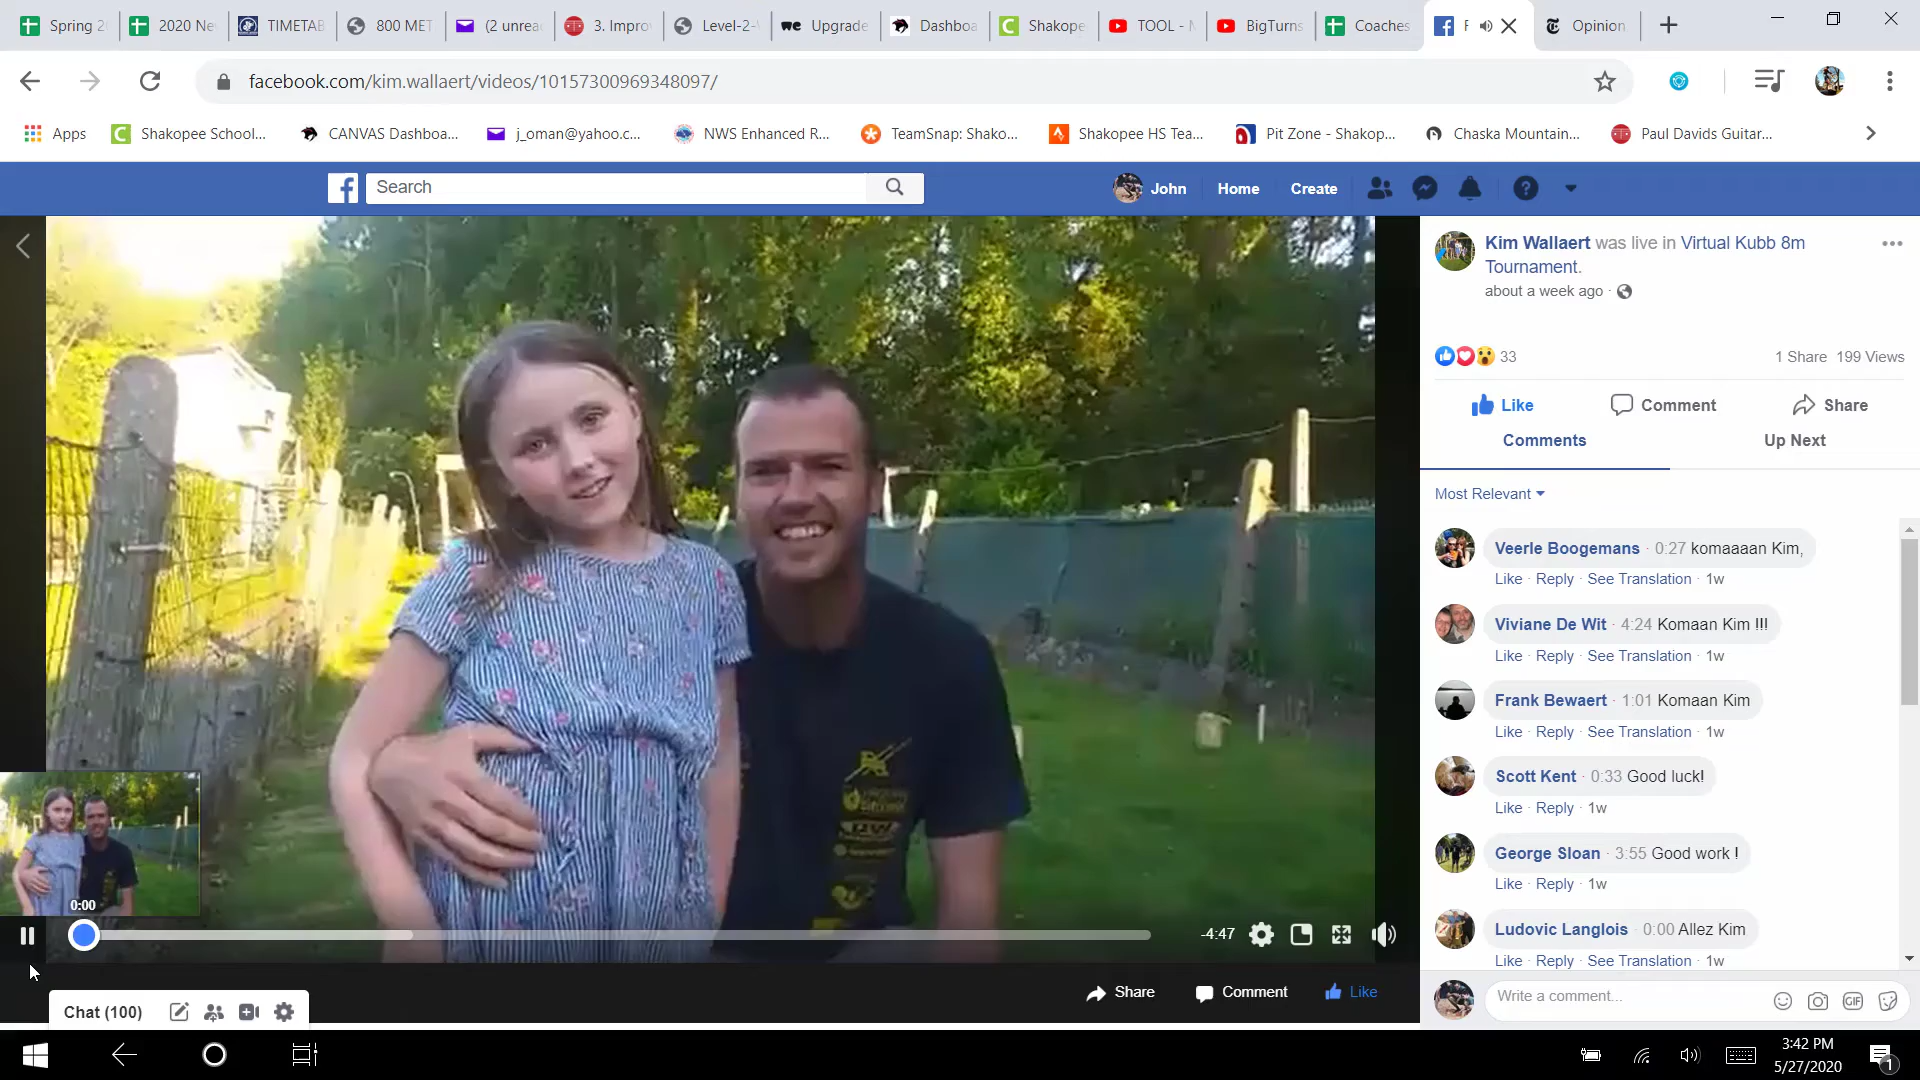 Spring 2
2020 Ne
TIMETAB
800 MET
(2 unrea
3. Impro
Level-2-
we Upgrade
Dashboa
Shakope
TOOL -
BigTurns
Coaches
Opinion
facebook.com/kim.wallaert/videos/10157300969348097/
Apps
Shakopee School...
CANVAS Dashboa...
j_oman@yahoo.c...
NWS Enhanced R...
TeamSnap: Shako...
Shakopee HS Tea...
Pit Zone - Shakop...
Chaska Mountain...
Paul Davids Guitar...
Search
John
Home
Create
Kim Wallaert was live in Virtual Kubb 8m
Tournament.
about a week ago ·
33
1 Share 199 Views
Like
Comment
Share
Comments
Up Next
Most Relevant
Veerle Boogemans · 0:27 komaaaan Kim,
Like · Reply · See Translation · 1w
Viviane De Wit · 4:24 Komaan Kim !!!
Like · Reply · See Translation · 1w
Frank Bewaert · 1:01 Komaan Kim
Like · Reply · See Translation · 1w
Scott Kent · 0:33 Good luck!
Like · Reply · 1w
George Sloan · 3:55 Good work !
Like · Reply · 1w
Ludovic Langlois · 0:00 Allez Kim
Like · Reply · See Translation · 1w
Write a comment...
GIF
0:00
-4:47
Share
Comment
Like
Chat (100)
3:42 PM
5/27/2020
1